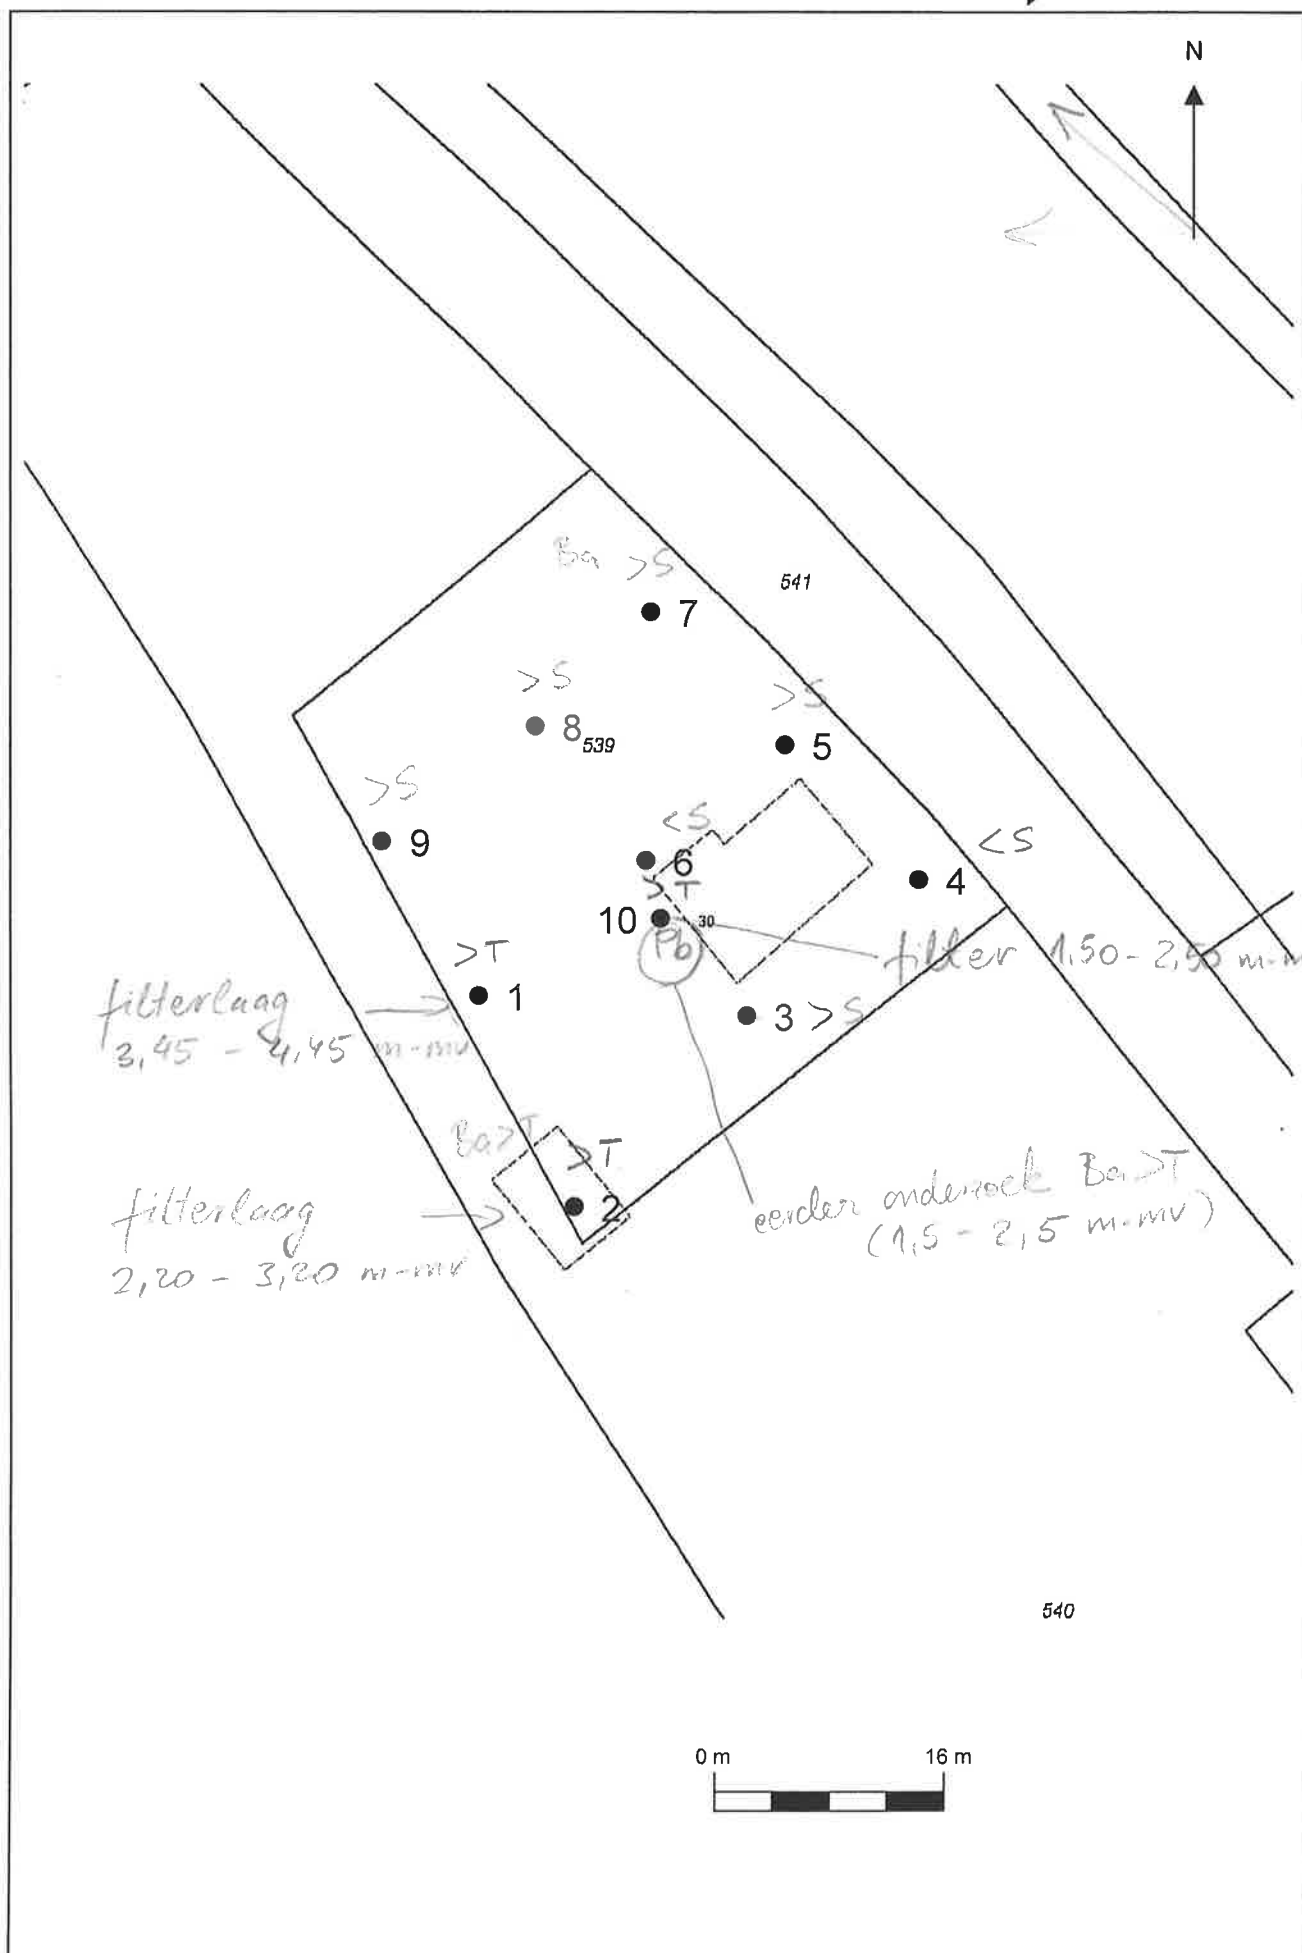 N
541
Ba >S
7
>S
8
539
>S
5
>S
9
<S
6
<S
4
>T
10
30
Pb
filter 1,50 - 2,50 m-m
>T
1
filterlaag
3,45 - 4,45 m-mv
3 >S
Ba>T
>T
2
filterlaag
2,20 - 3,20 m-mv
eerder onderzoek Ba>T
(1,5 - 2,5 m-mv)
540
0 m
16 m